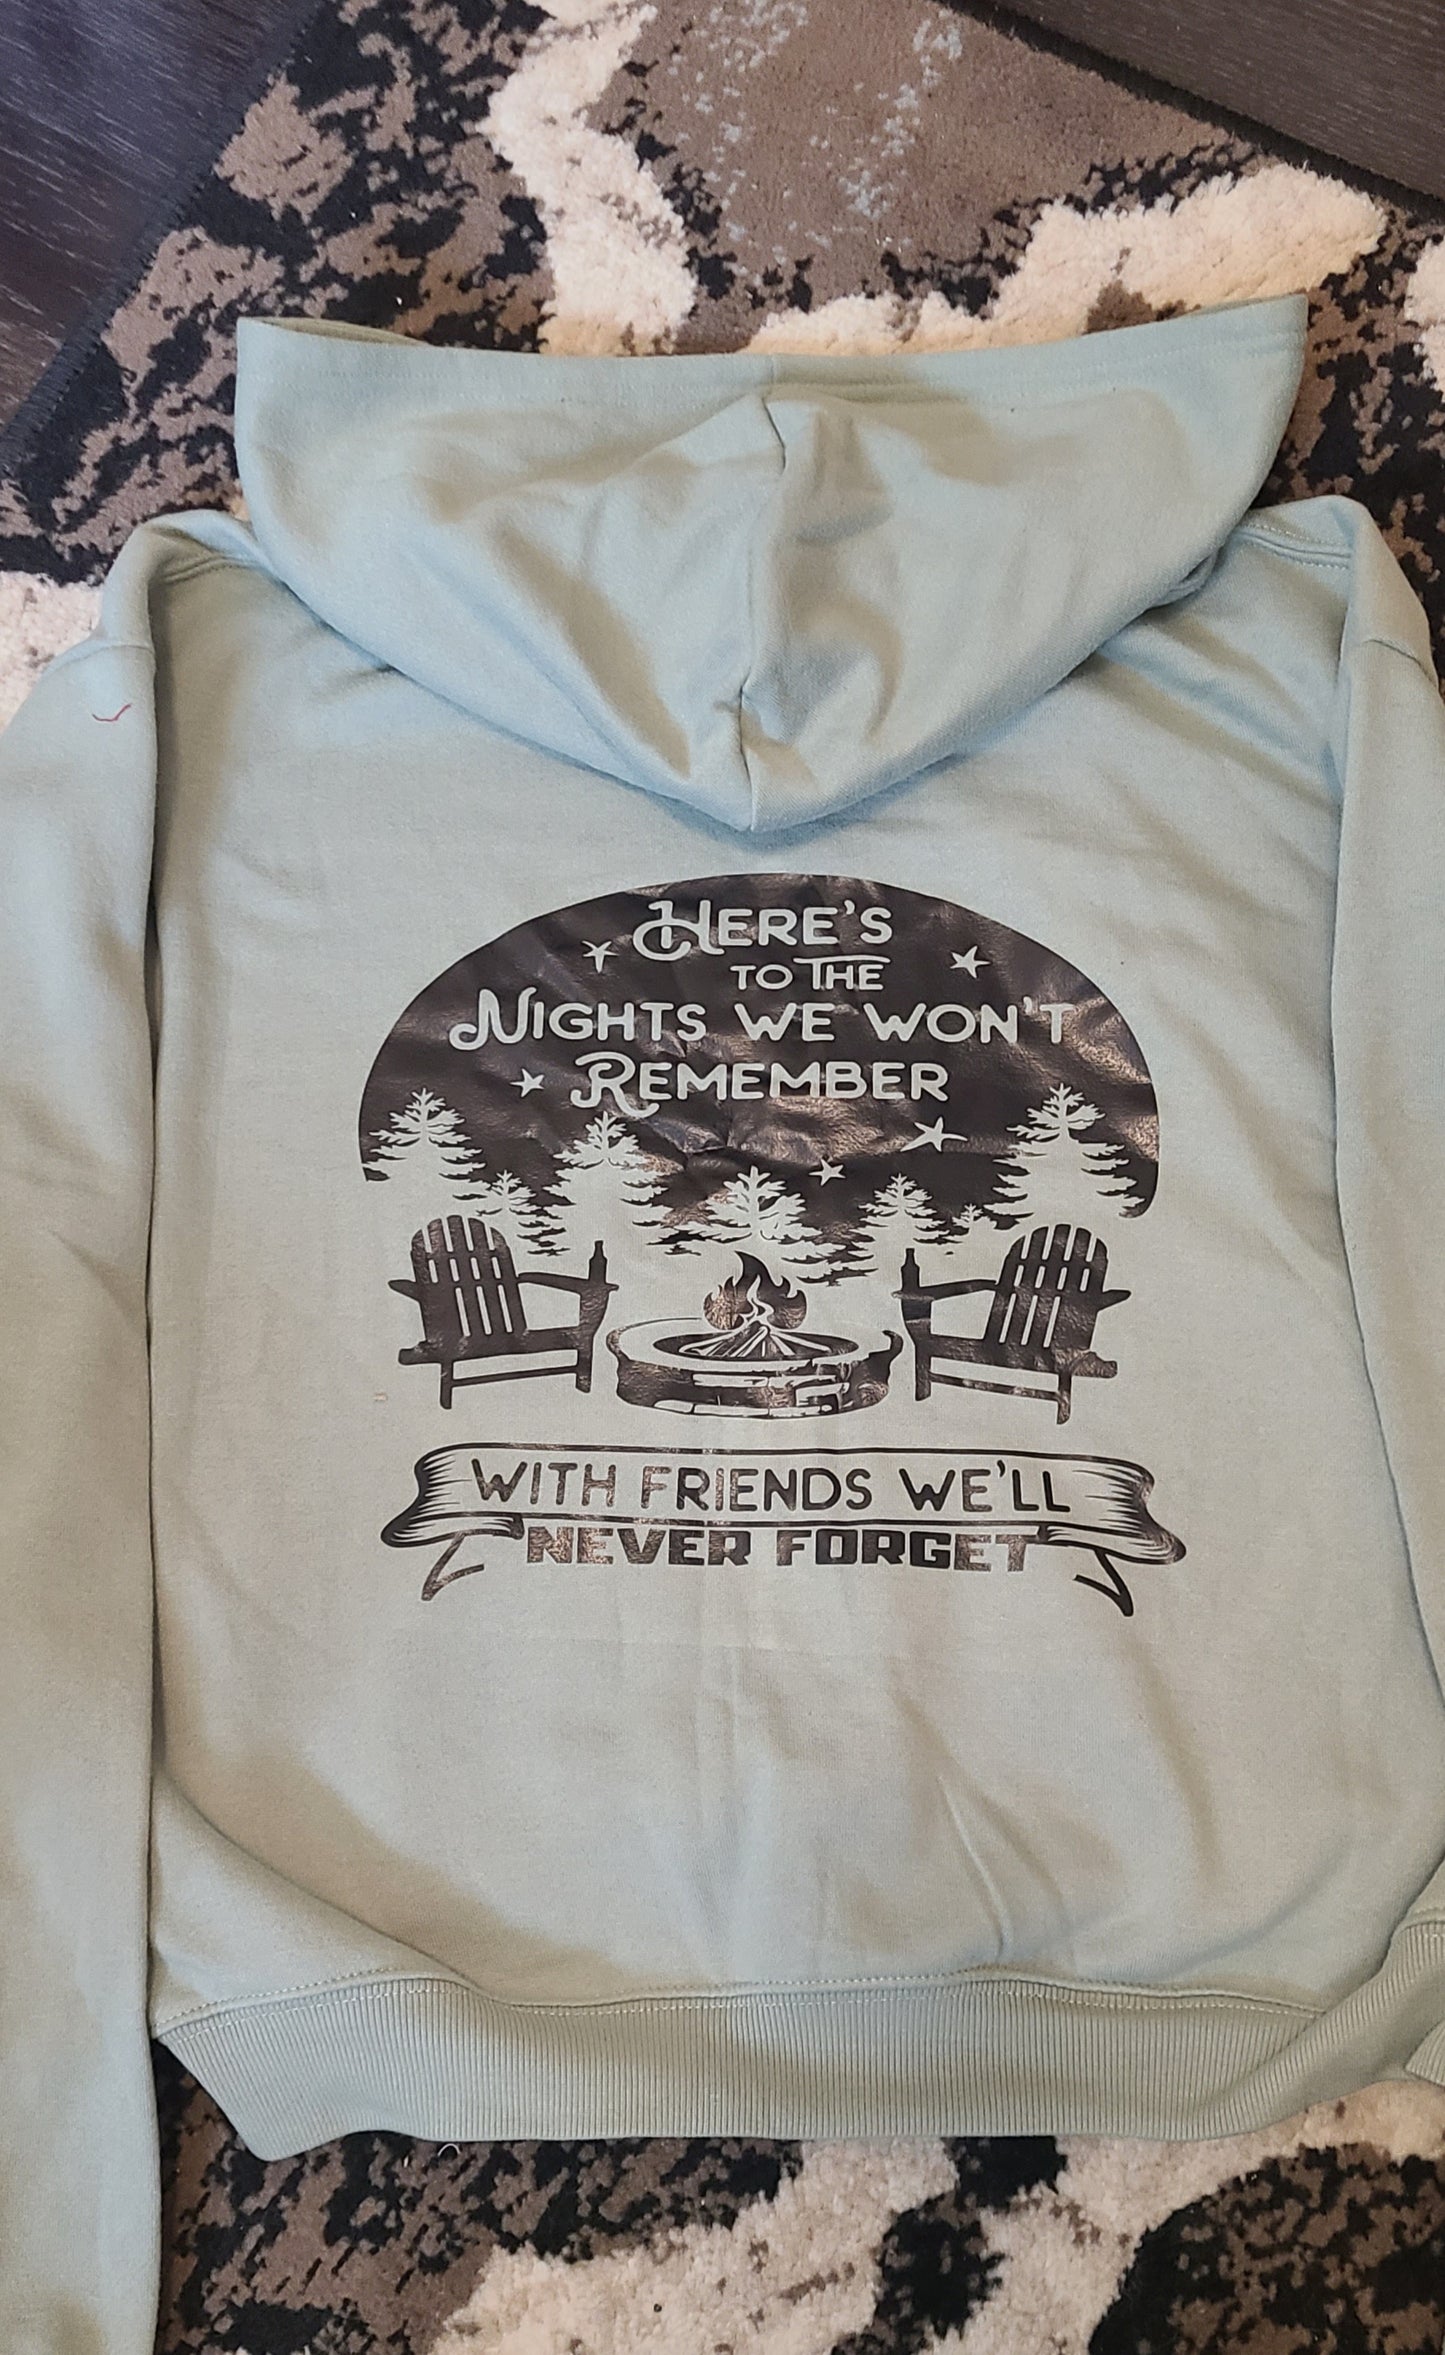 HERE'S
TO THE
NIGHTS WE WON'T
REMEMBER
WITH FRIENDS WE'LL
NEVER FORGET